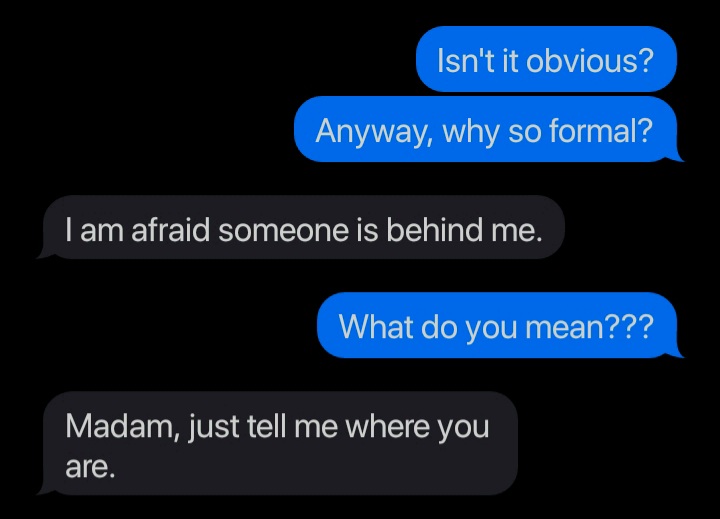 Isn't it obvious?
Anyway, why so formal?
I am afraid someone is behind me.
What do you mean???
Madam, just tell me where you
are.